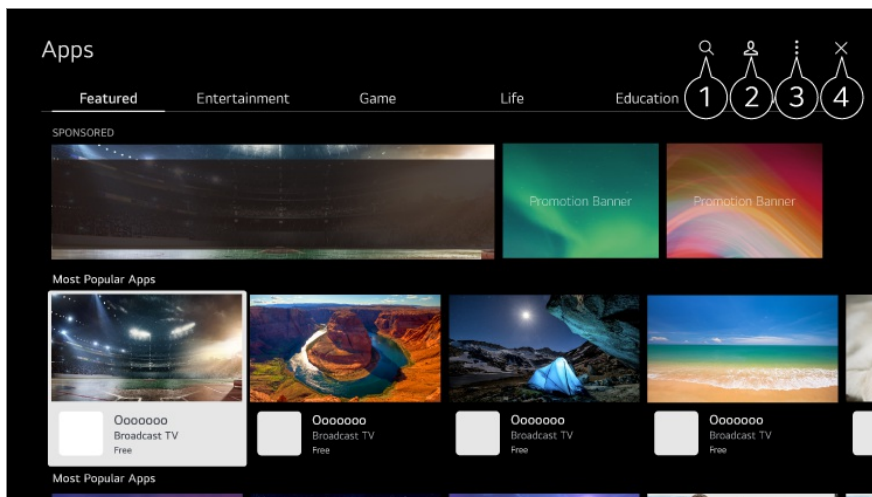 Apps
Featured Entertainment Game Life Education
1 2 3 4
SPONSORED
Promotion Banner Promotion Banner
Most Popular Apps
Ooooooo Ooooooo Ooooooo Ooooooo
Broadcast TV Broadcast TV Broadcast TV Broadcast TV
Free Free Free Free
Most Popular Apps